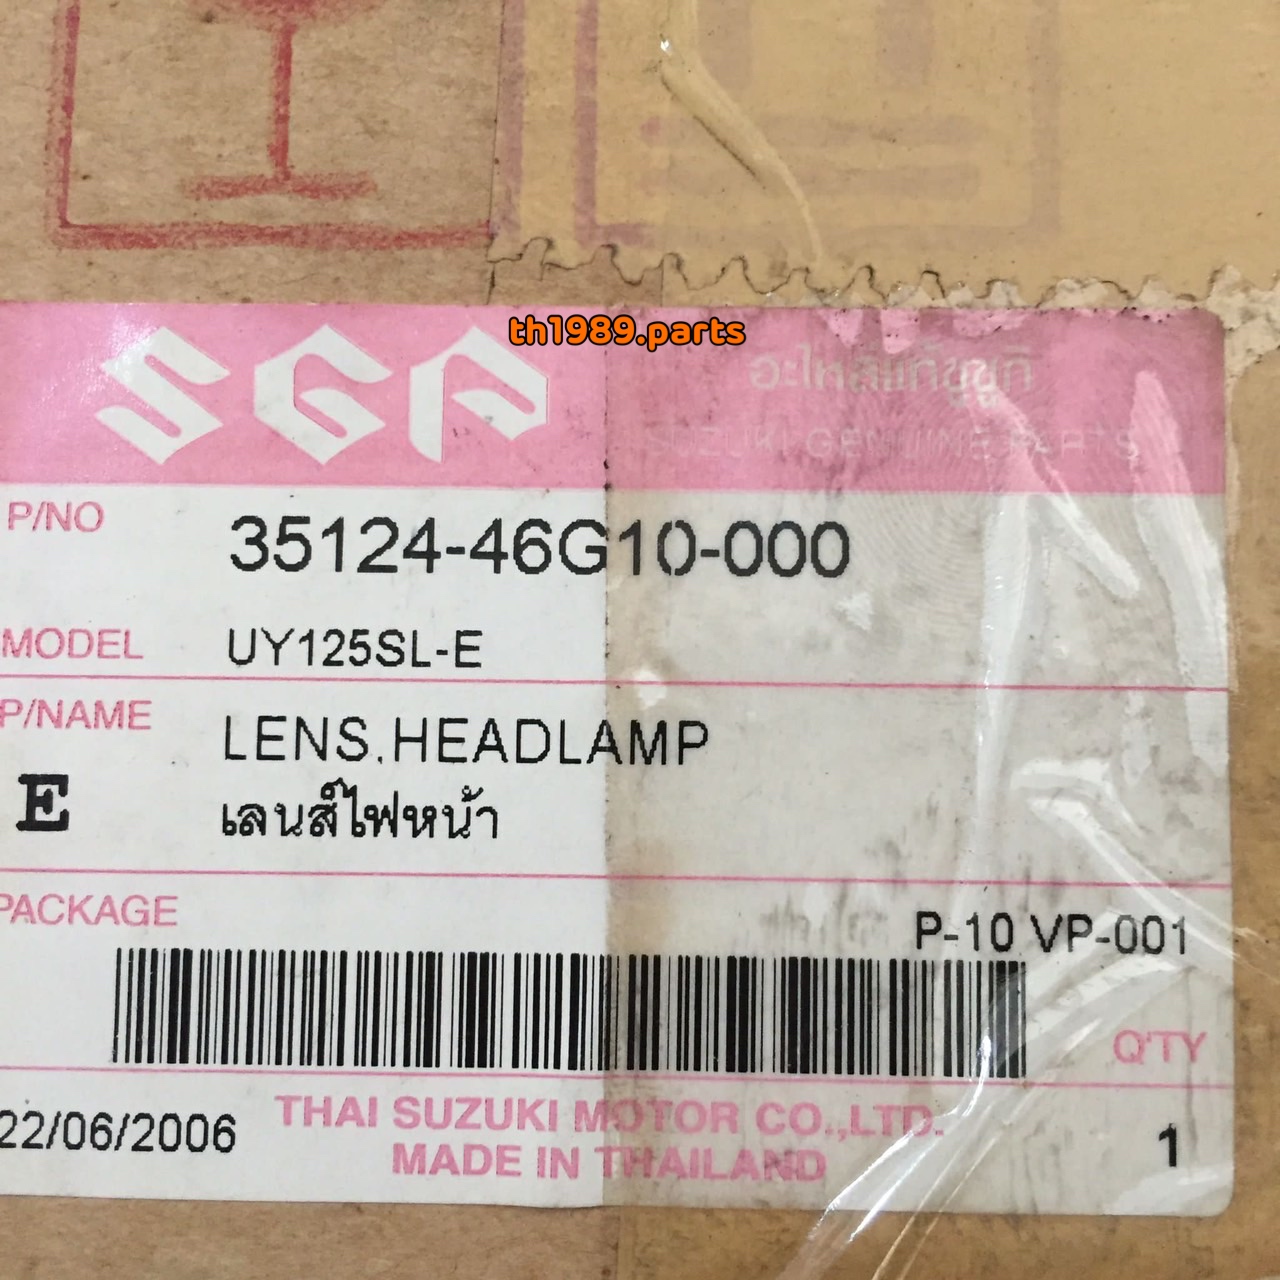 th1989.parts
SGP
อะไหล่แท้ซูซูกิ
SUZUKI GENUINE PARTS
P/NO 35124-46G10-000
MODEL UY125SL-E
P/NAME LENS,HEADLAMP
E เลนส์ไฟหน้า
PACKAGE P-10 VP-001
Q'TY
22/06/2006 THAI SUZUKI MOTOR CO.,LTD. 1
MADE IN THAILAND